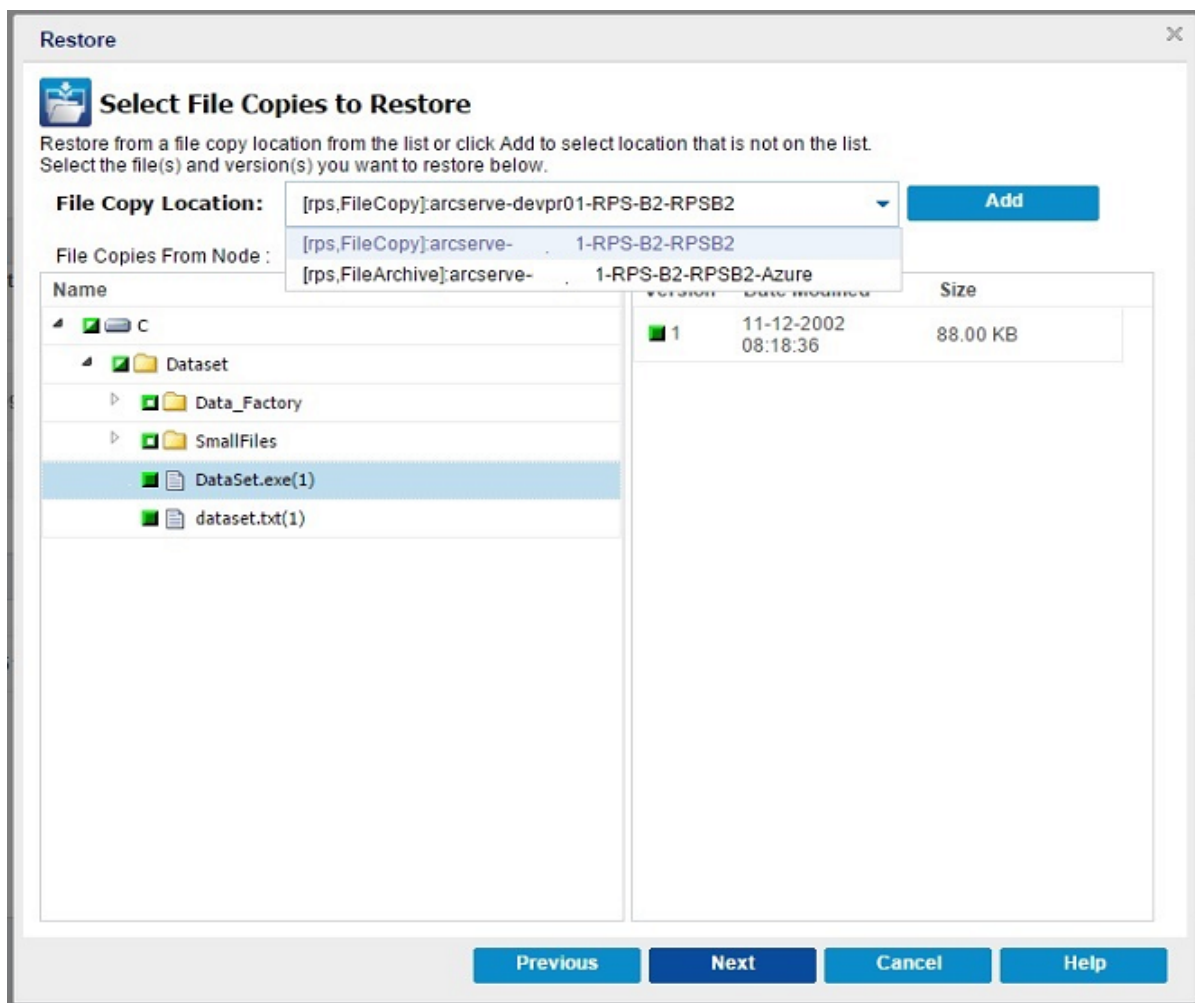 Restore
Select File Copies to Restore
Restore from a file copy location from the list or click Add to select location that is not on the list.
Select the file(s) and version(s) you want to restore below.
File Copy Location: [rps,FileCopy]:arcserve-devpr01-RPS-B2-RPSB2 Add
[rps,FileCopy]:arcserve- . 1-RPS-B2-RPSB2
File Copies From Node :
[rps,FileArchive]:arcserve- . 1-RPS-B2-RPSB2-Azure
Name Version Date Modified Size
C
1 11-12-2002 08:18:36 88.00 KB
Dataset
Data_Factory
SmallFiles
DataSet.exe(1)
dataset.txt(1)
Previous Next Cancel Help